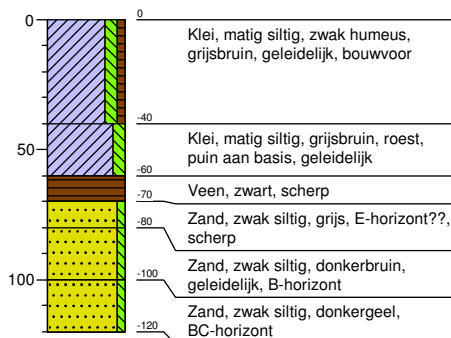 0
0
Klei, matig siltig, zwak humeus,
grijsbruin, geleidelijk, bouwvoor
-40
Klei, matig siltig, grijsbruin, roest,
puin aan basis, geleidelijk
50
-60
Veen, zwart, scherp
-70
Zand, zwak siltig, grijs, E-horizont??,
scherp
-80
Zand, zwak siltig, donkerbruin,
geleidelijk, B-horizont
100
-100
Zand, zwak siltig, donkergeel,
BC-horizont
-120